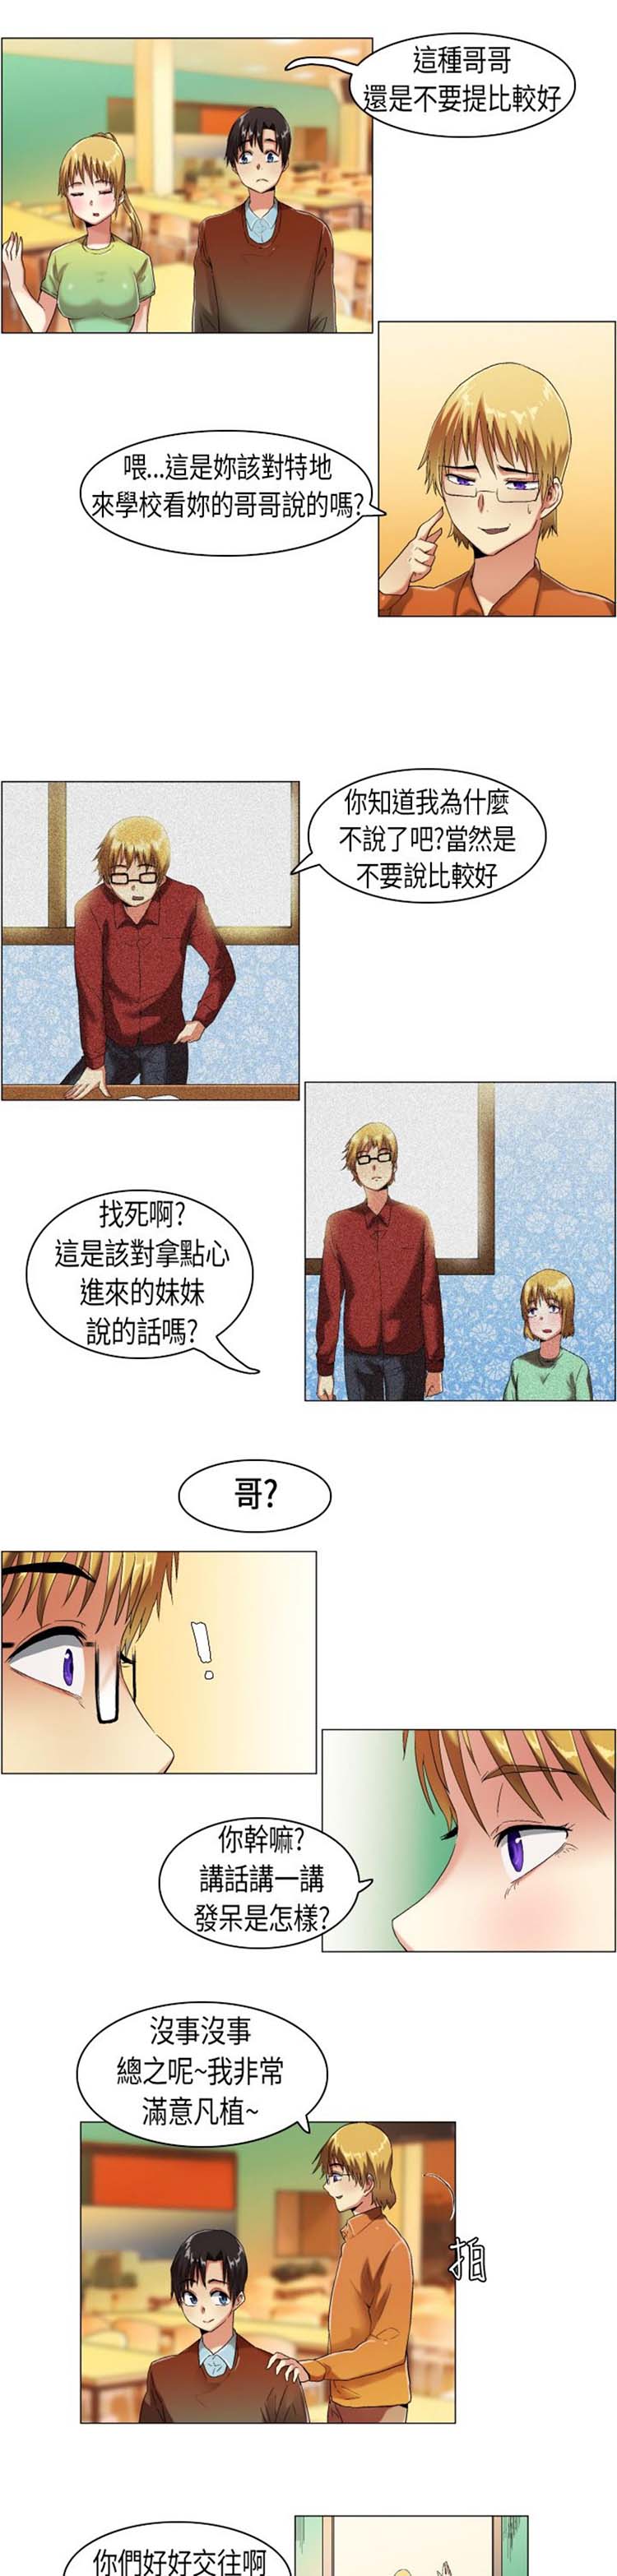 這種哥哥
還是不要提比較好
喂...這是妳該對特地
來學校看妳的哥哥說的嗎?
你知道我為什麼
不說了吧?當然是
不要說比較好
找死啊?
這是該對拿點心
進來的妹妹
說的話嗎?
哥?
!
你幹嘛?
講話講一講
發呆是怎樣?
沒事沒事
總之呢~我非常
滿意凡植~
拍
你們好好交往啊